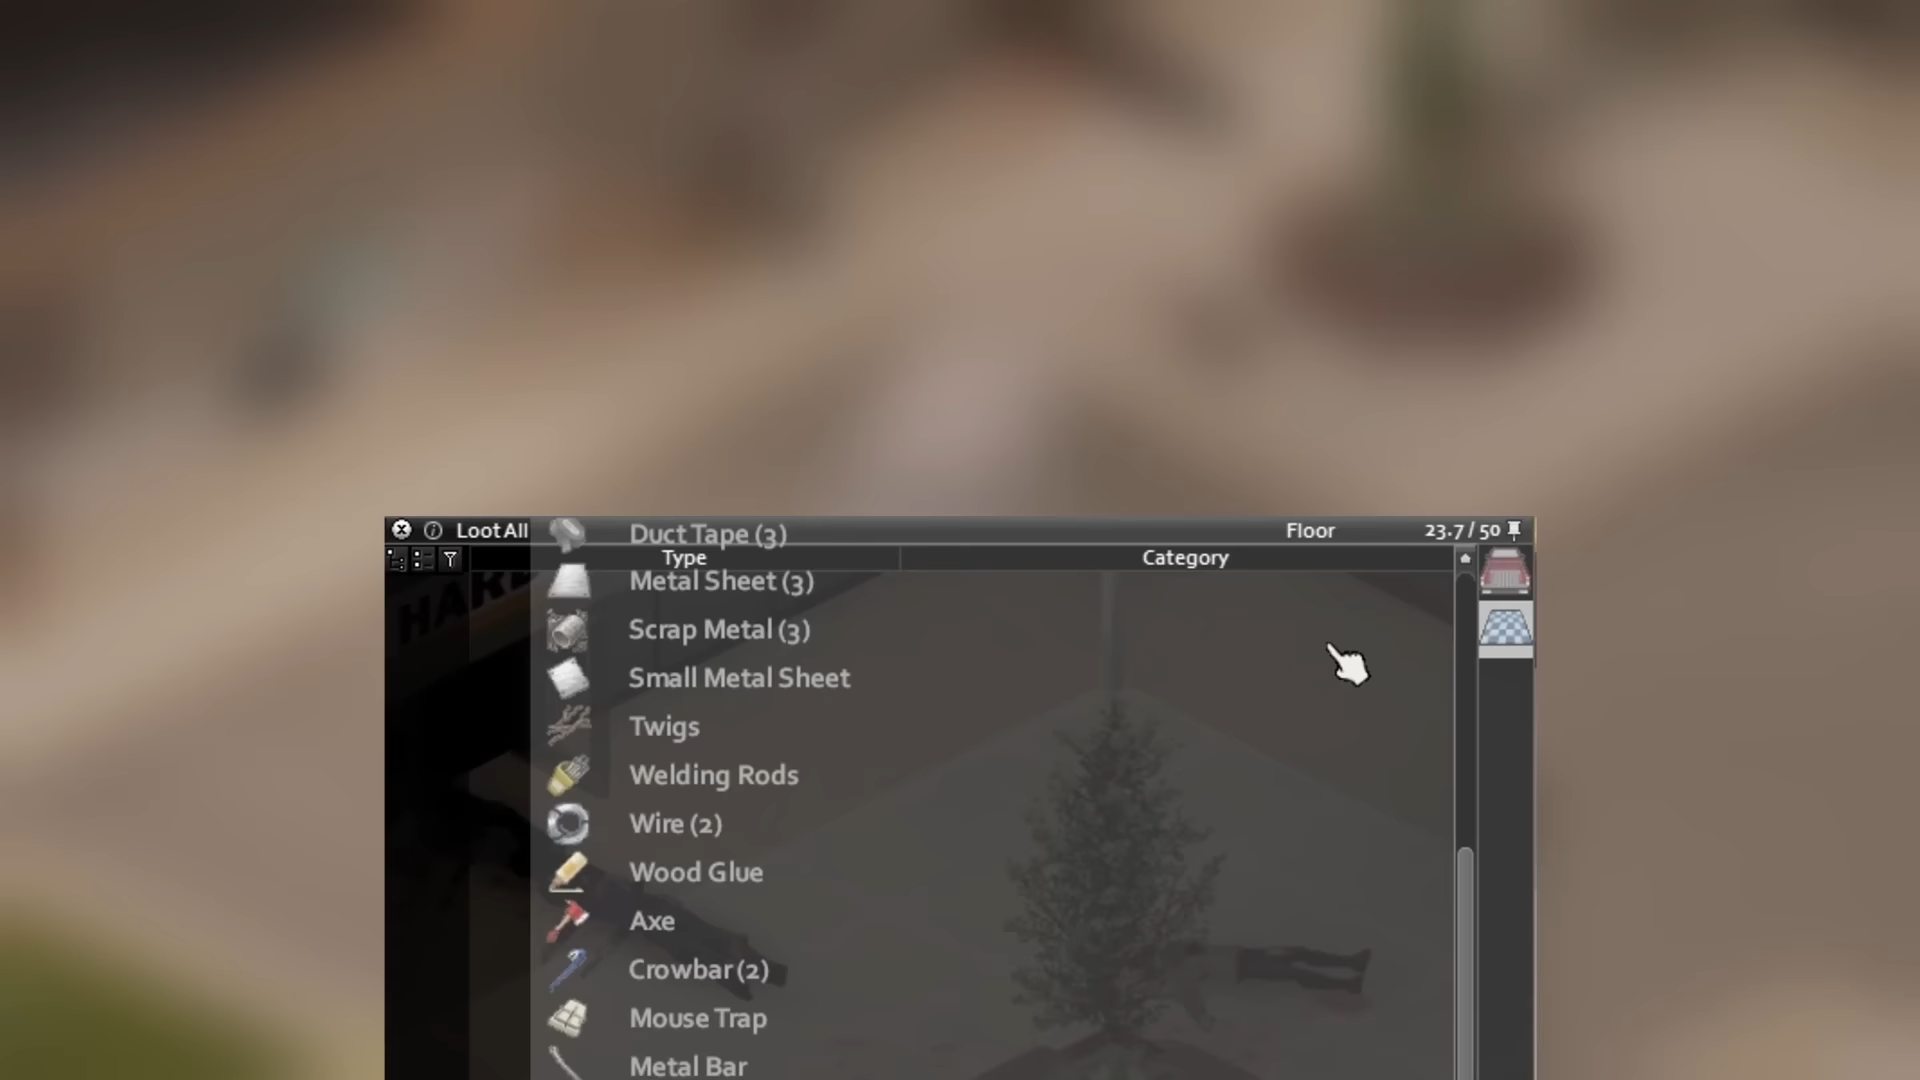 Loot All Floor 23.7 / 50
Duct Tape (3)
Type Category
HARD
Metal Sheet (3)
Scrap Metal (3)
Small Metal Sheet
Twigs
Welding Rods
Wire (2)
Wood Glue
Axe
Crowbar (2)
Mouse Trap
Metal Bar